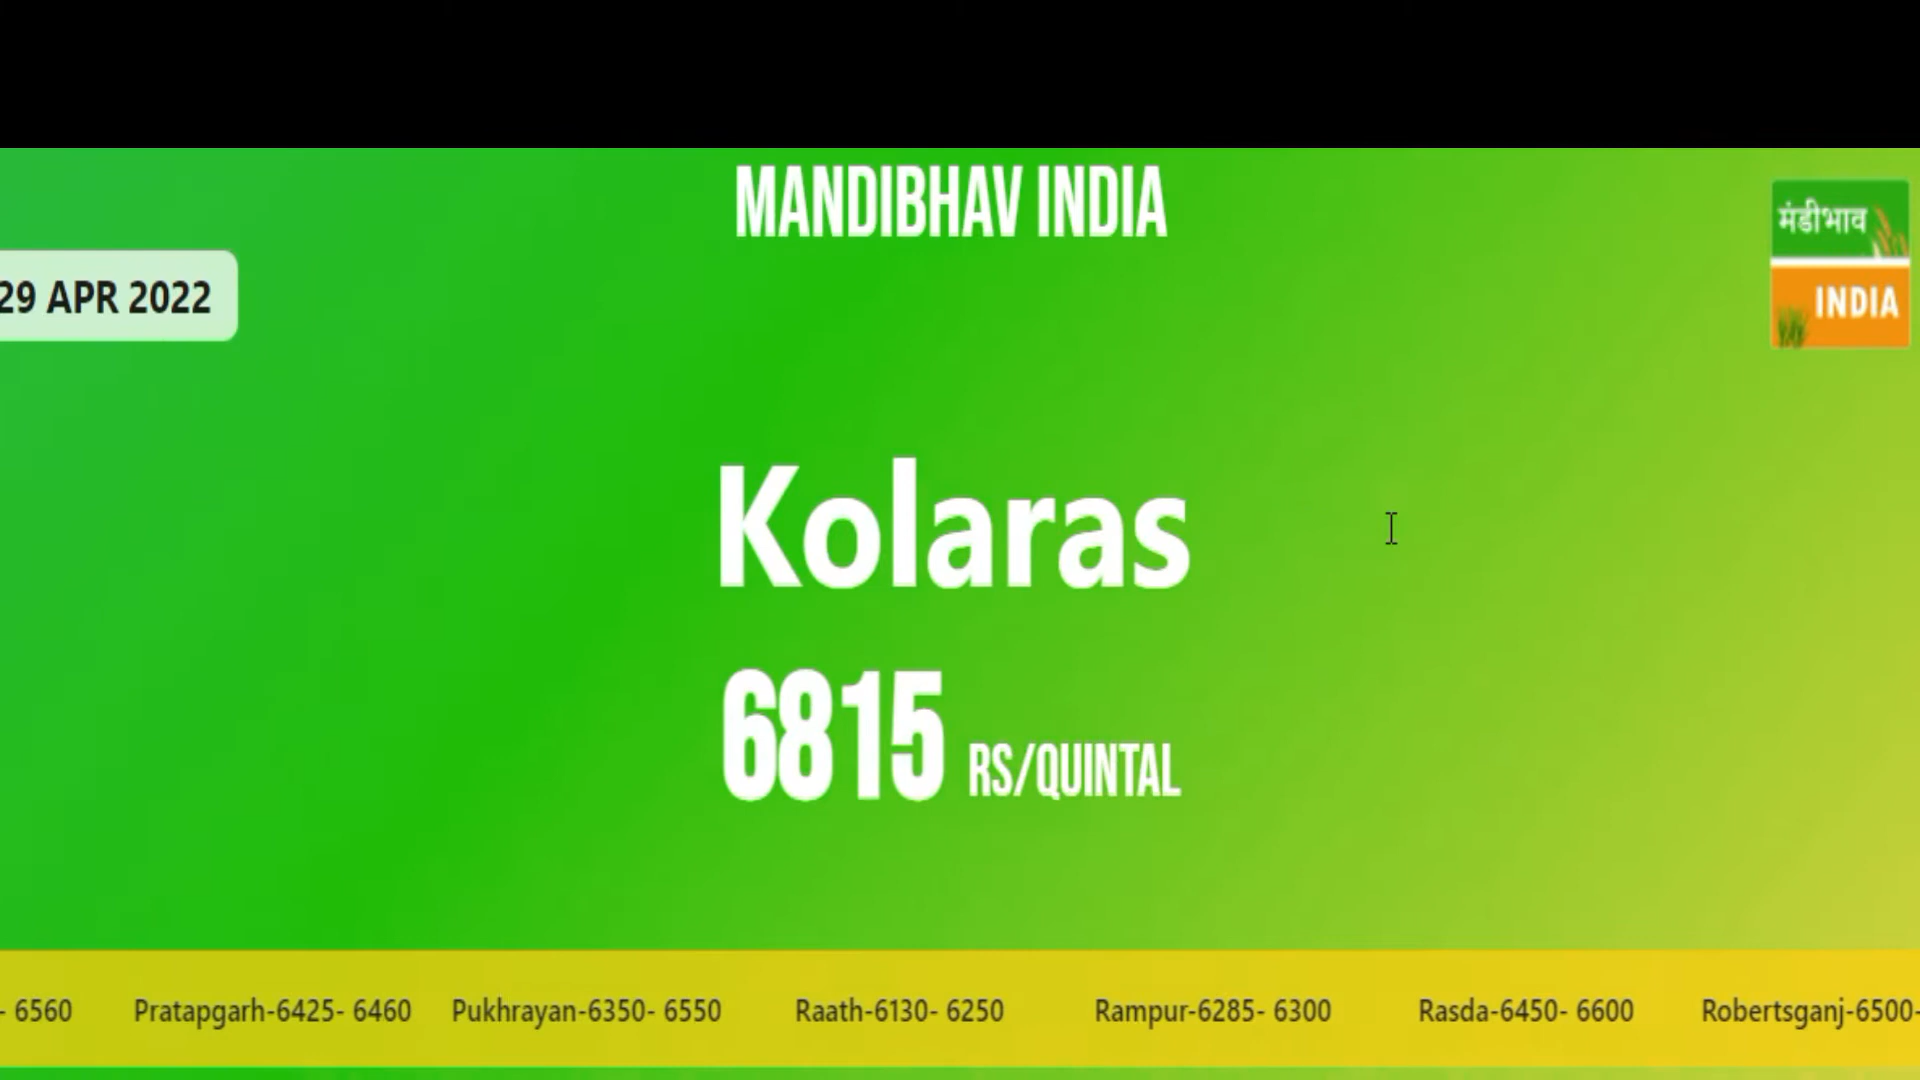 MANDIBHAV INDIA
मंडीभाव
INDIA
29 APR 2022
Kolaras
6815 RS/QUINTAL
- 6560 Pratapgarh-6425- 6460 Pukhrayan-6350- 6550 Raath-6130- 6250 Rampur-6285- 6300 Rasda-6450- 6600 Robertsganj-6500-